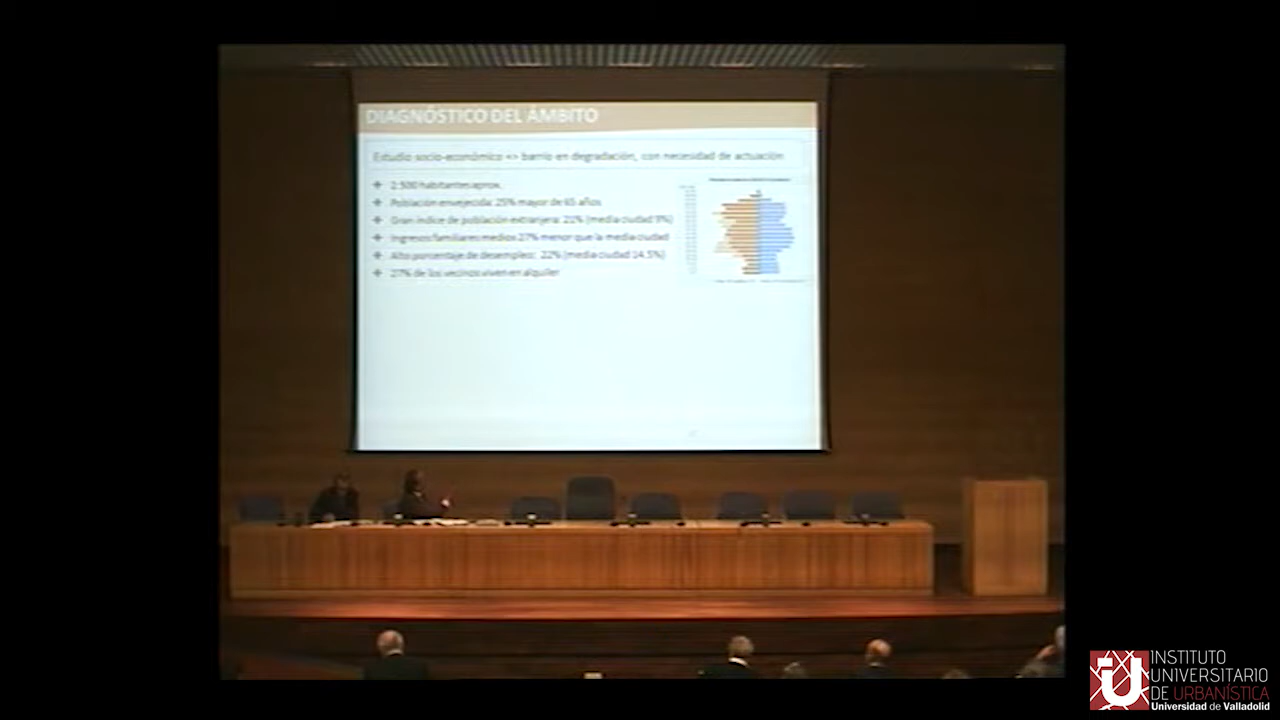 DIAGNÓSTICO DEL ÁMBITO
Estudio socio-económico => barrio en degradación, con necesidad de actuación
2.500 habitantes aprox.
Población envejecida: 25% mayor de 65 años
Gran índice de población extranjera: 21% (media ciudad 9%)
Ingresos familiares medios 27% menor que la media ciudad
Alto porcentaje de desempleo: 22% (media ciudad 14.5%)
27% de los vecinos viven en alquiler
INSTITUTO
UNIVERSITARIO
DE URBANÍSTICA
Universidad de Valladolid